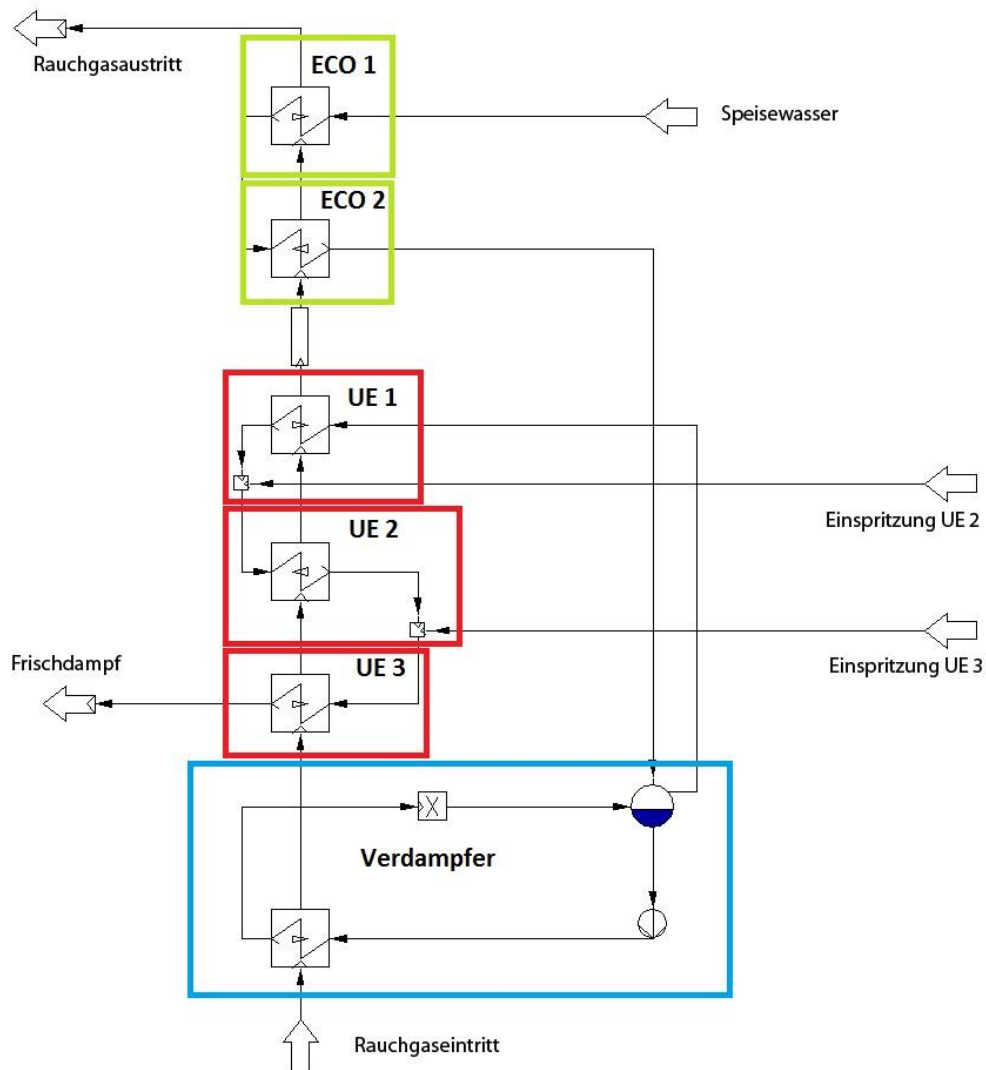 Rauchgasaustritt
ECO 1
Speisewasser
ECO 2
UE 1
Einspritzung UE 2
UE 2
Frischdampf
UE 3
Einspritzung UE 3
Verdampfer
Rauchgaseintritt